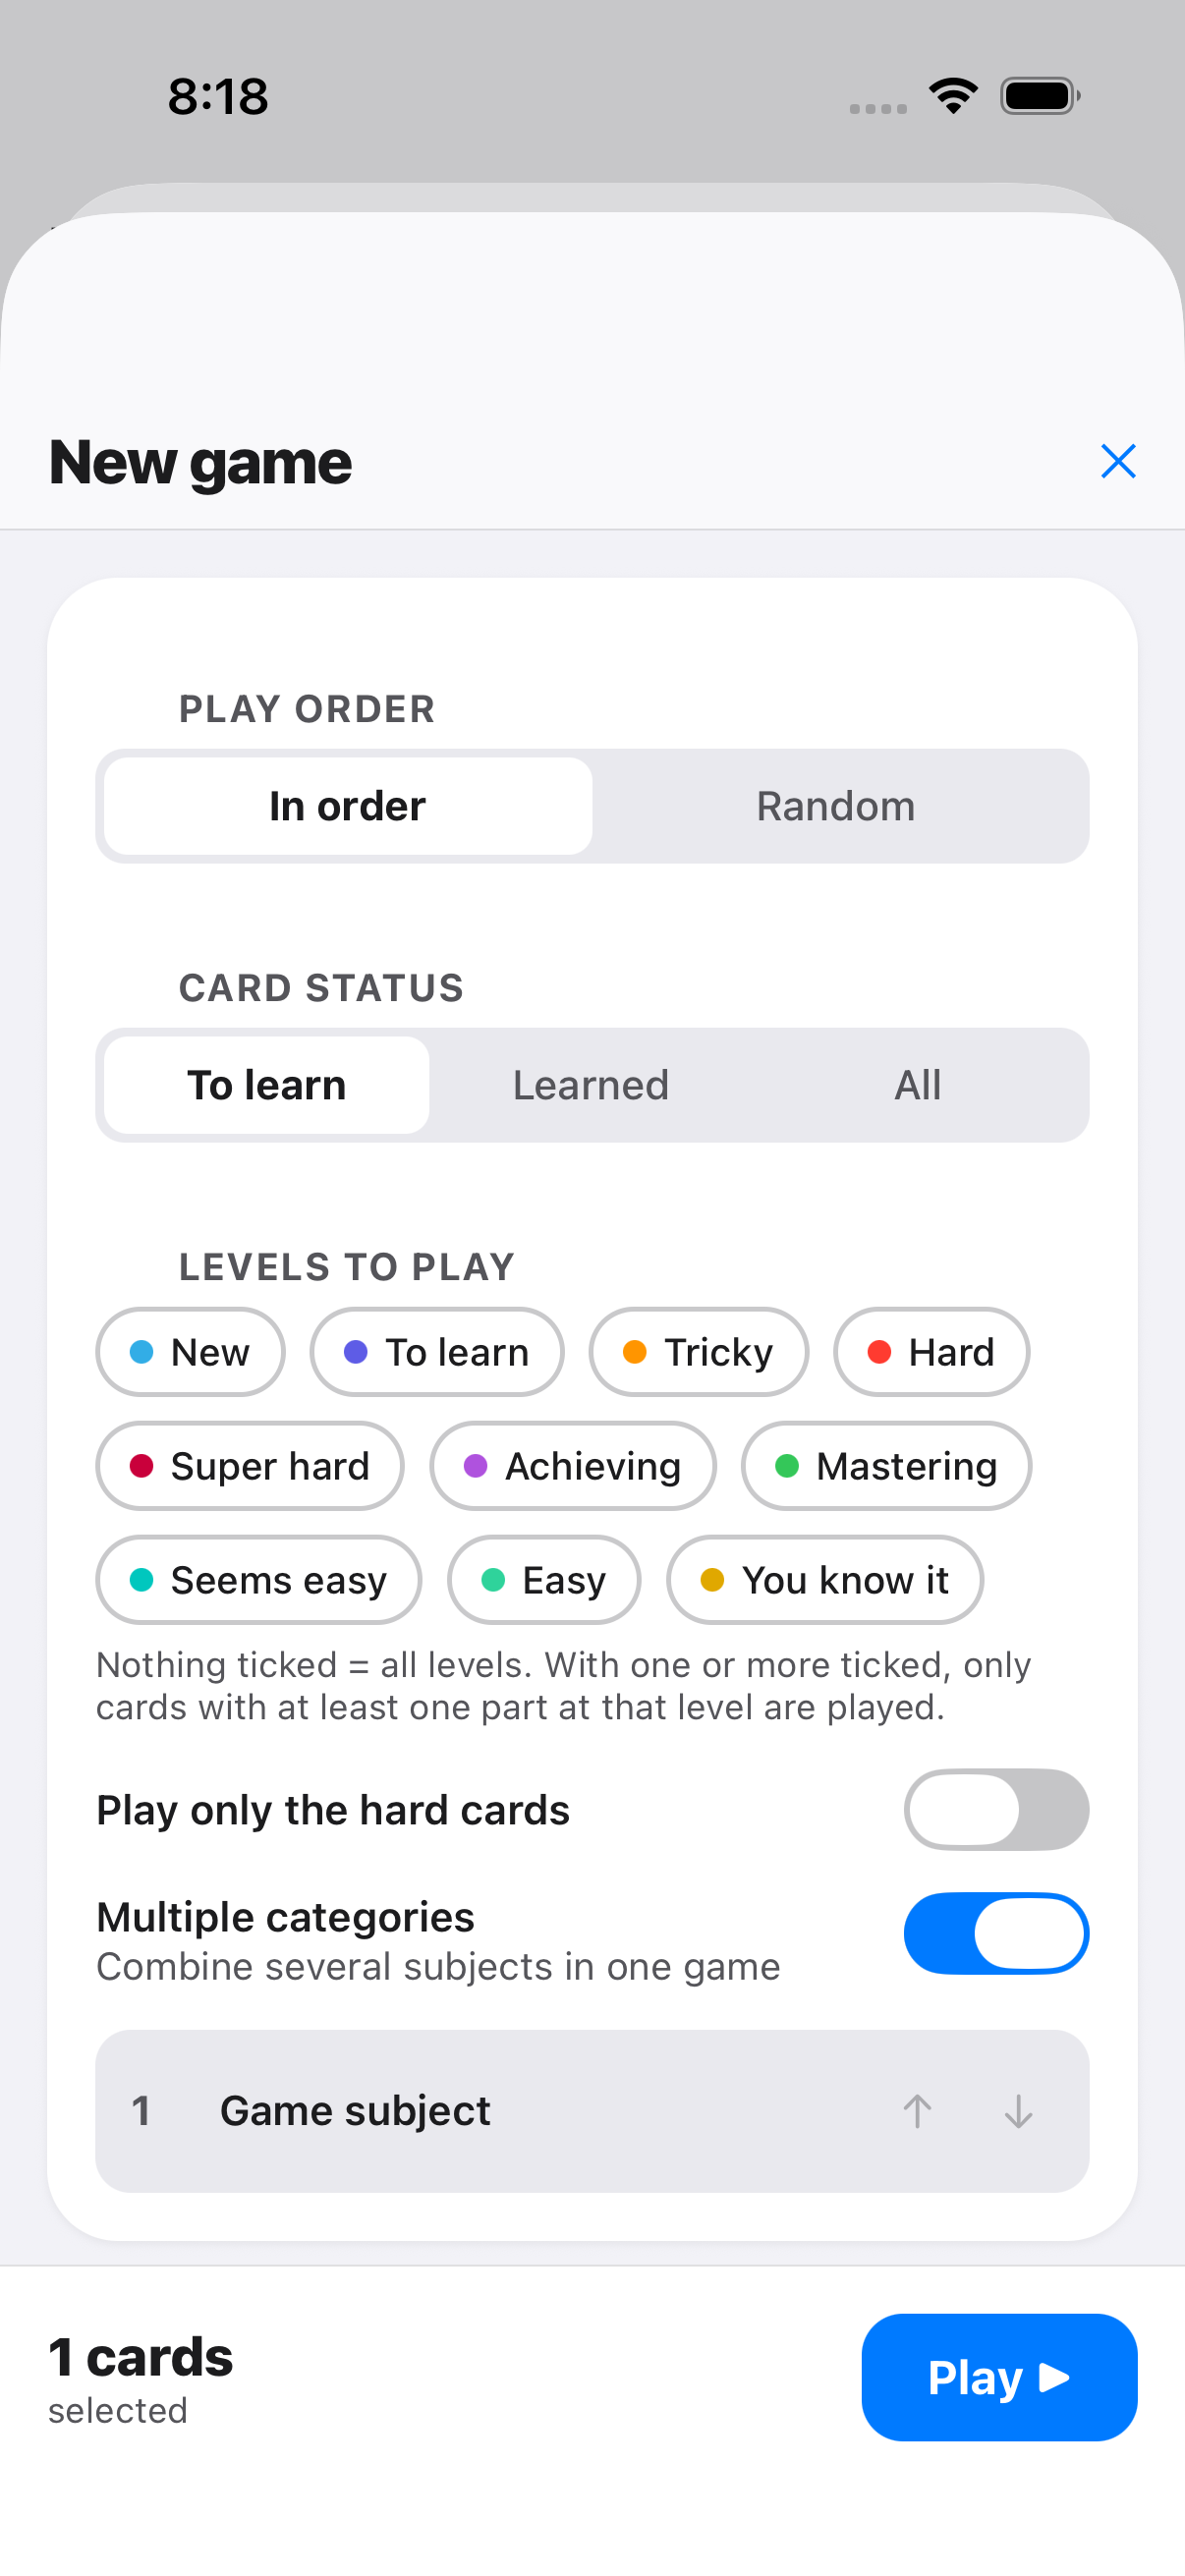 8:18
New game
PLAY ORDER
In order Random
CARD STATUS
To learn Learned All
LEVELS TO PLAY
New To learn Tricky Hard
Super hard Achieving Mastering
Seems easy Easy You know it
Nothing ticked = all levels. With one or more ticked, only
cards with at least one part at that level are played.
Play only the hard cards
Multiple categories
Combine several subjects in one game
1 Game subject
1 cards
selected
Play